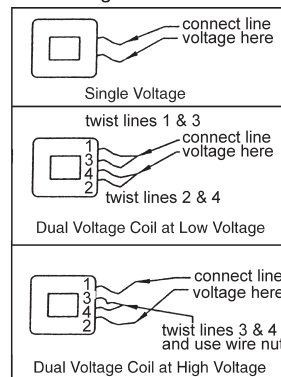 connect line
voltage here
Single Voltage
twist lines 1 & 3
connect line
voltage here
1
3
4
2
twist lines 2 & 4
Dual Voltage Coil at Low Voltage
connect line
voltage here
1
3
4
2
twist lines 3 & 4
and use wire nut
Dual Voltage Coil at High Voltage